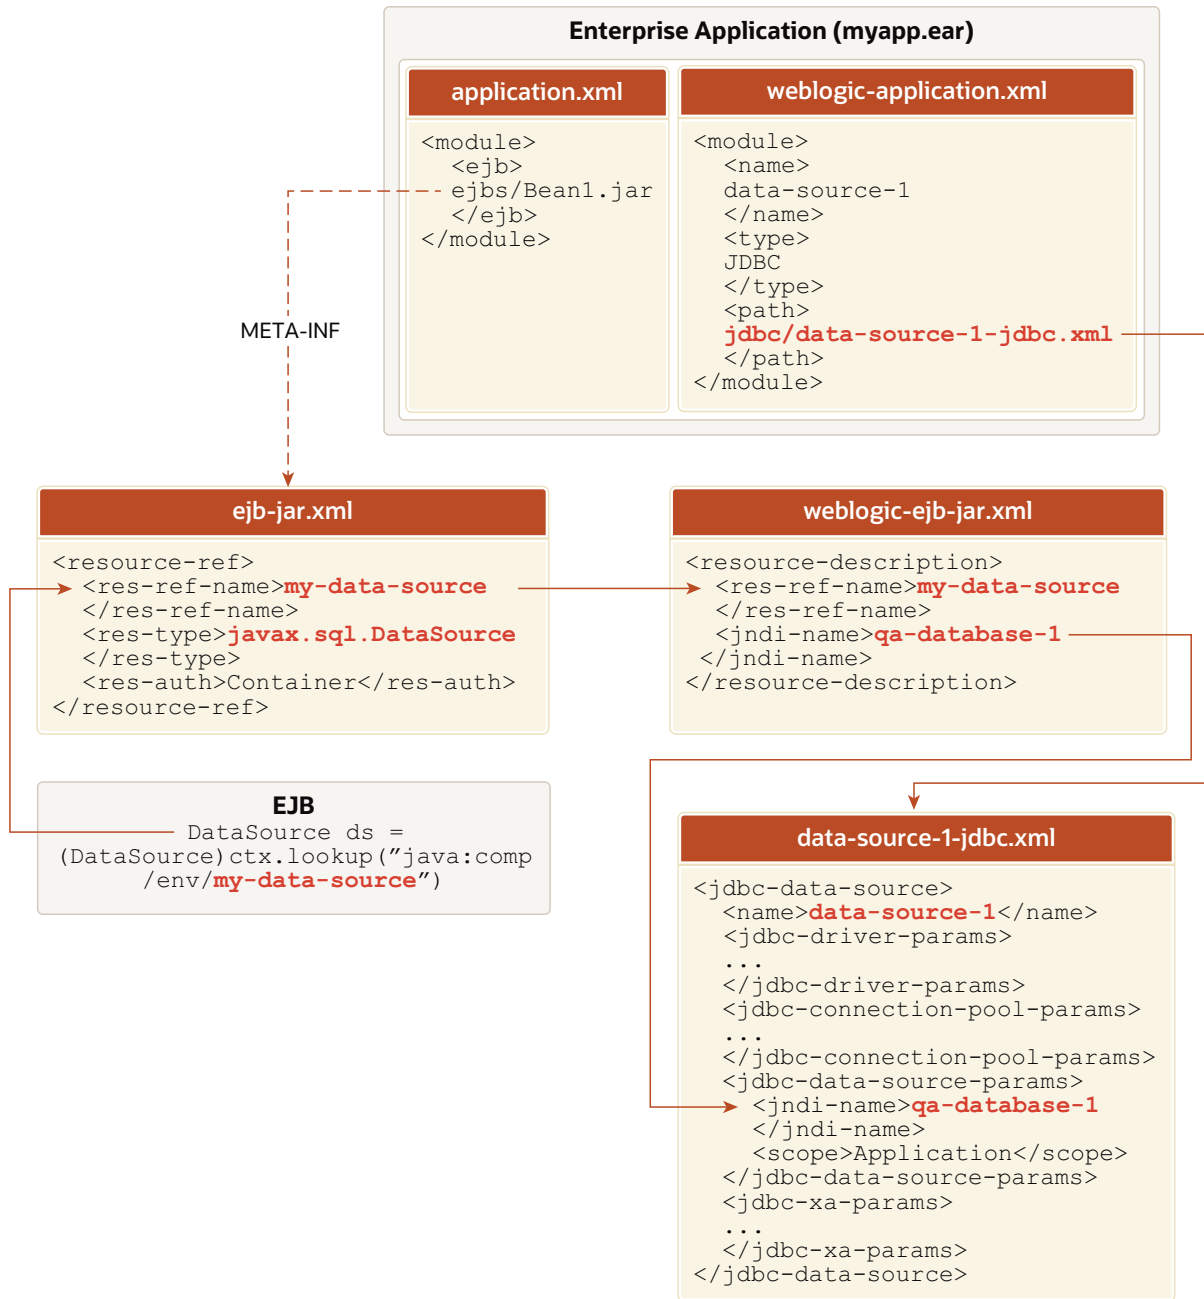 Enterprise Application (myapp.ear)
application.xml
<module>
<ejb>
ejbs/Bean1.jar
</ejb>
</module>
weblogic-application.xml
<module>
<name>
data-source-1
</name>
<type>
JDBC
</type>
<path>
jdbc/data-source-1-jdbc.xml
</path>
</module>
META-INF
ejb-jar.xml
<resource-ref>
<res-ref-name>my-data-source
</res-ref-name>
<res-type>javax.sql.DataSource
</res-type>
<res-auth>Container</res-auth>
</resource-ref>
weblogic-ejb-jar.xml
<resource-description>
<res-ref-name>my-data-source
</res-ref-name>
<jndi-name>qa-database-1
</jndi-name>
</resource-description>
EJB
DataSource ds =
(DataSource)ctx.lookup(”java:comp
/env/my-data-source”)
data-source-1-jdbc.xml
<jdbc-data-source>
<name>data-source-1</name>
<jdbc-driver-params>
...
</jdbc-driver-params>
<jdbc-connection-pool-params>
...
</jdbc-connection-pool-params>
<jdbc-data-source-params>
<jndi-name>qa-database-1
</jndi-name>
<scope>Application</scope>
</jdbc-data-source-params>
<jdbc-xa-params>
...
</jdbc-xa-params>
</jdbc-data-source>